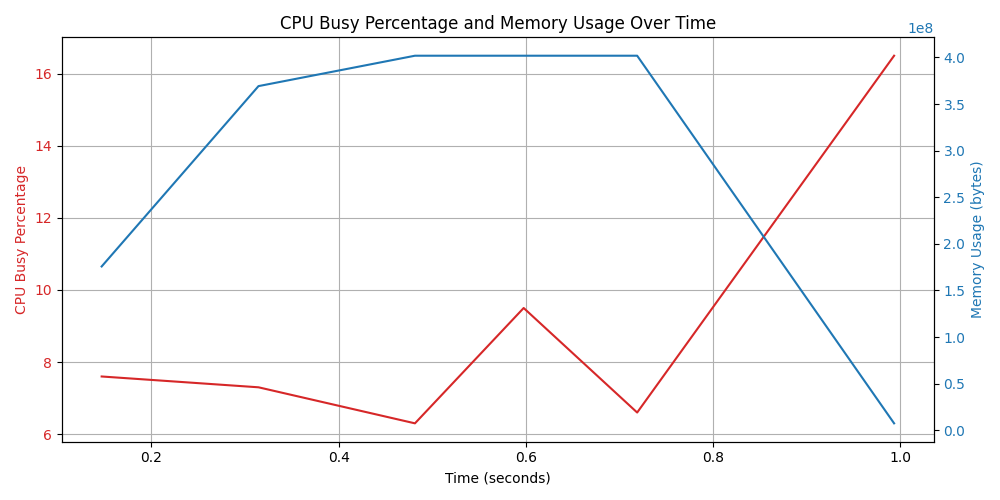 CPU Busy Percentage and Memory Usage Over Time
1e8
CPU Busy Percentage
16
14
12
10
8
6
4.0
3.5
3.0
2.5
2.0
1.5
1.0
0.5
0.0
Memory Usage (bytes)
0.2 0.4 0.6 0.8 1.0
Time (seconds)